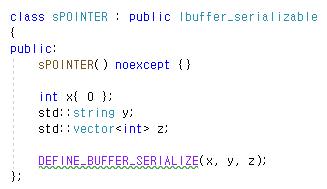 class sPOINTER : public Ibuffer_serializable
{
public:
sPOINTER() noexcept {}
int x{ 0 };
std::string y;
std::vector<int> z;
DEFINE_BUFFER_SERIALIZE(x, y, z);
};